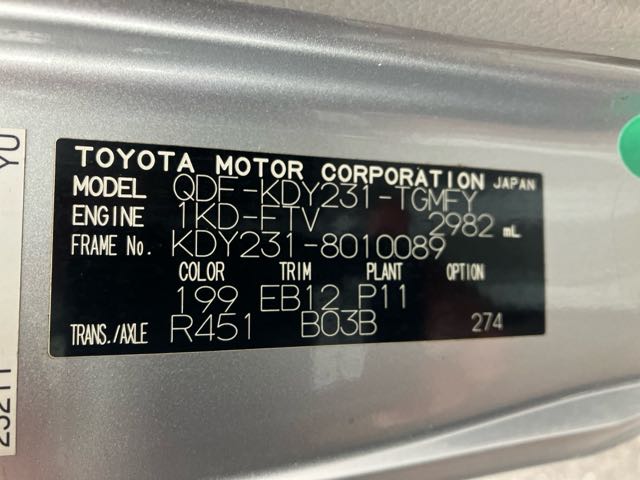 TOYOTA MOTOR CORPORATION JAPAN
MODEL QDF-KDY231-TGMFY
ENGINE 1KD-FTV 2982 mL
FRAME No. KDY231-8010089
COLOR TRIM PLANT OPTION
199 EB12 P11
TRANS./AXLE R451 B03B 274
YU